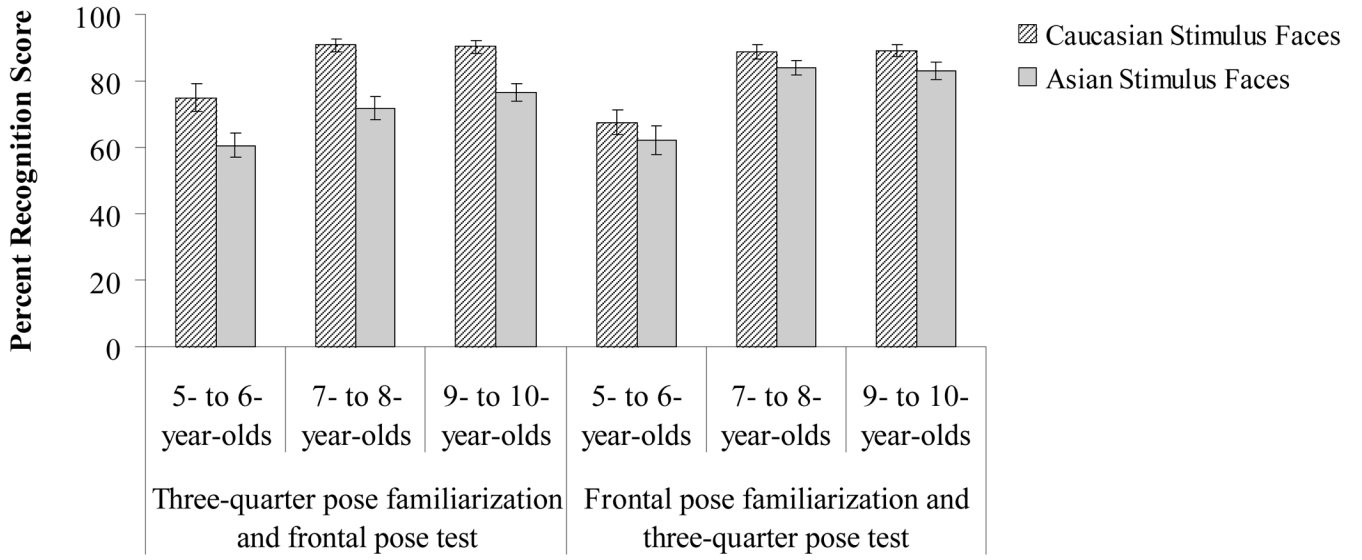 Percent Recognition Score
100
80
60
40
20
0
Caucasian Stimulus Faces
Asian Stimulus Faces
5- to 6-
year-olds
7- to 8-
year-olds
9- to 10-
year-olds
5- to 6-
year-olds
7- to 8-
year-olds
9- to 10-
year-olds
Three-quarter pose familiarization
and frontal pose test
Frontal pose familiarization and
three-quarter pose test